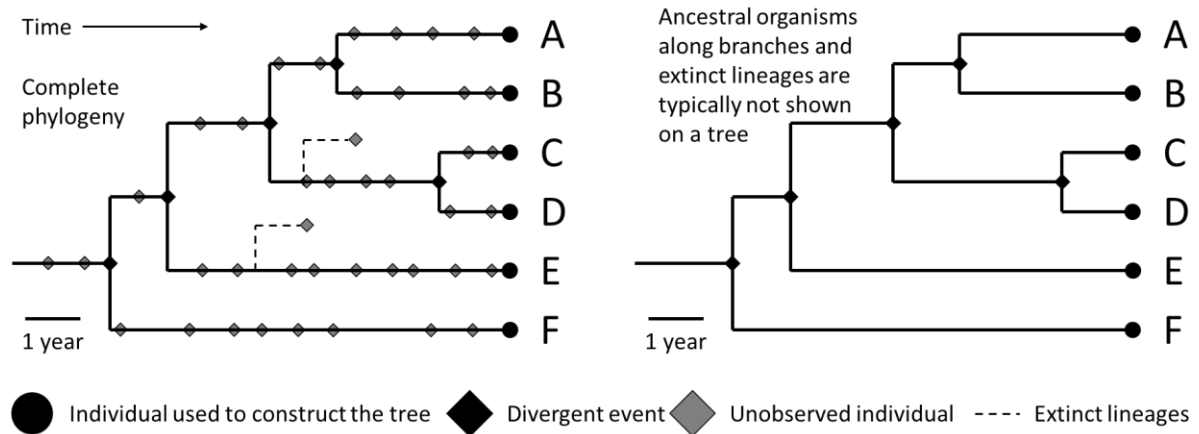 Time
Complete
phylogeny
A
B
C
D
E
F
1 year
Ancestral organisms
along branches and
extinct lineages are
typically not shown
on a tree
A
B
C
D
E
F
1 year
Individual used to construct the tree
Divergent event
Unobserved individual
Extinct lineages